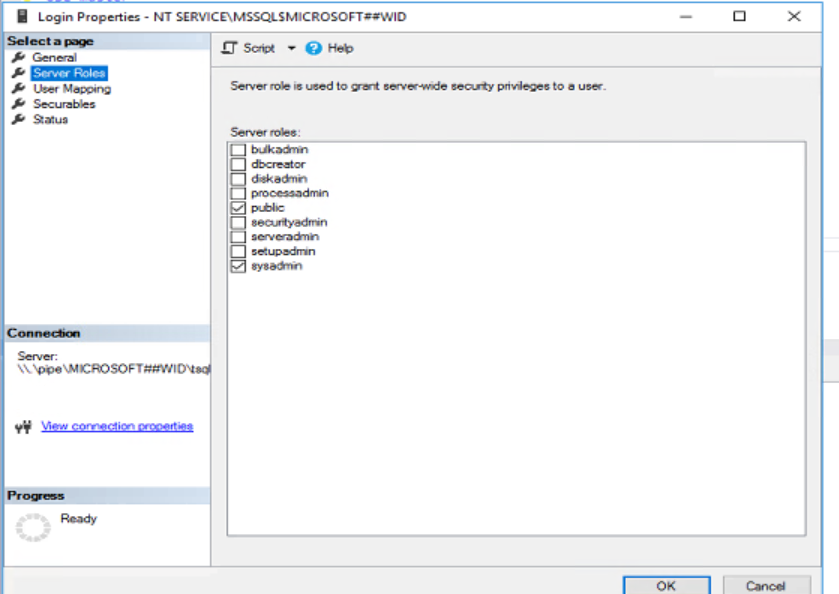 Login Properties - NT SERVICE\MSSQL$MICROSOFT##WID
Select a page
General
Server Roles
User Mapping
Securables
Status
Script
Help
Server role is used to grant server-wide security privileges to a user.
Server roles:
bulkadmin
dbcreator
diskadmin
processadmin
public
securityadmin
serveradmin
setupadmin
sysadmin
Connection
Server:
\\.\pipe\MICROSOFT##WID\tsql
View connection properties
Progress
Ready
OK
Cancel